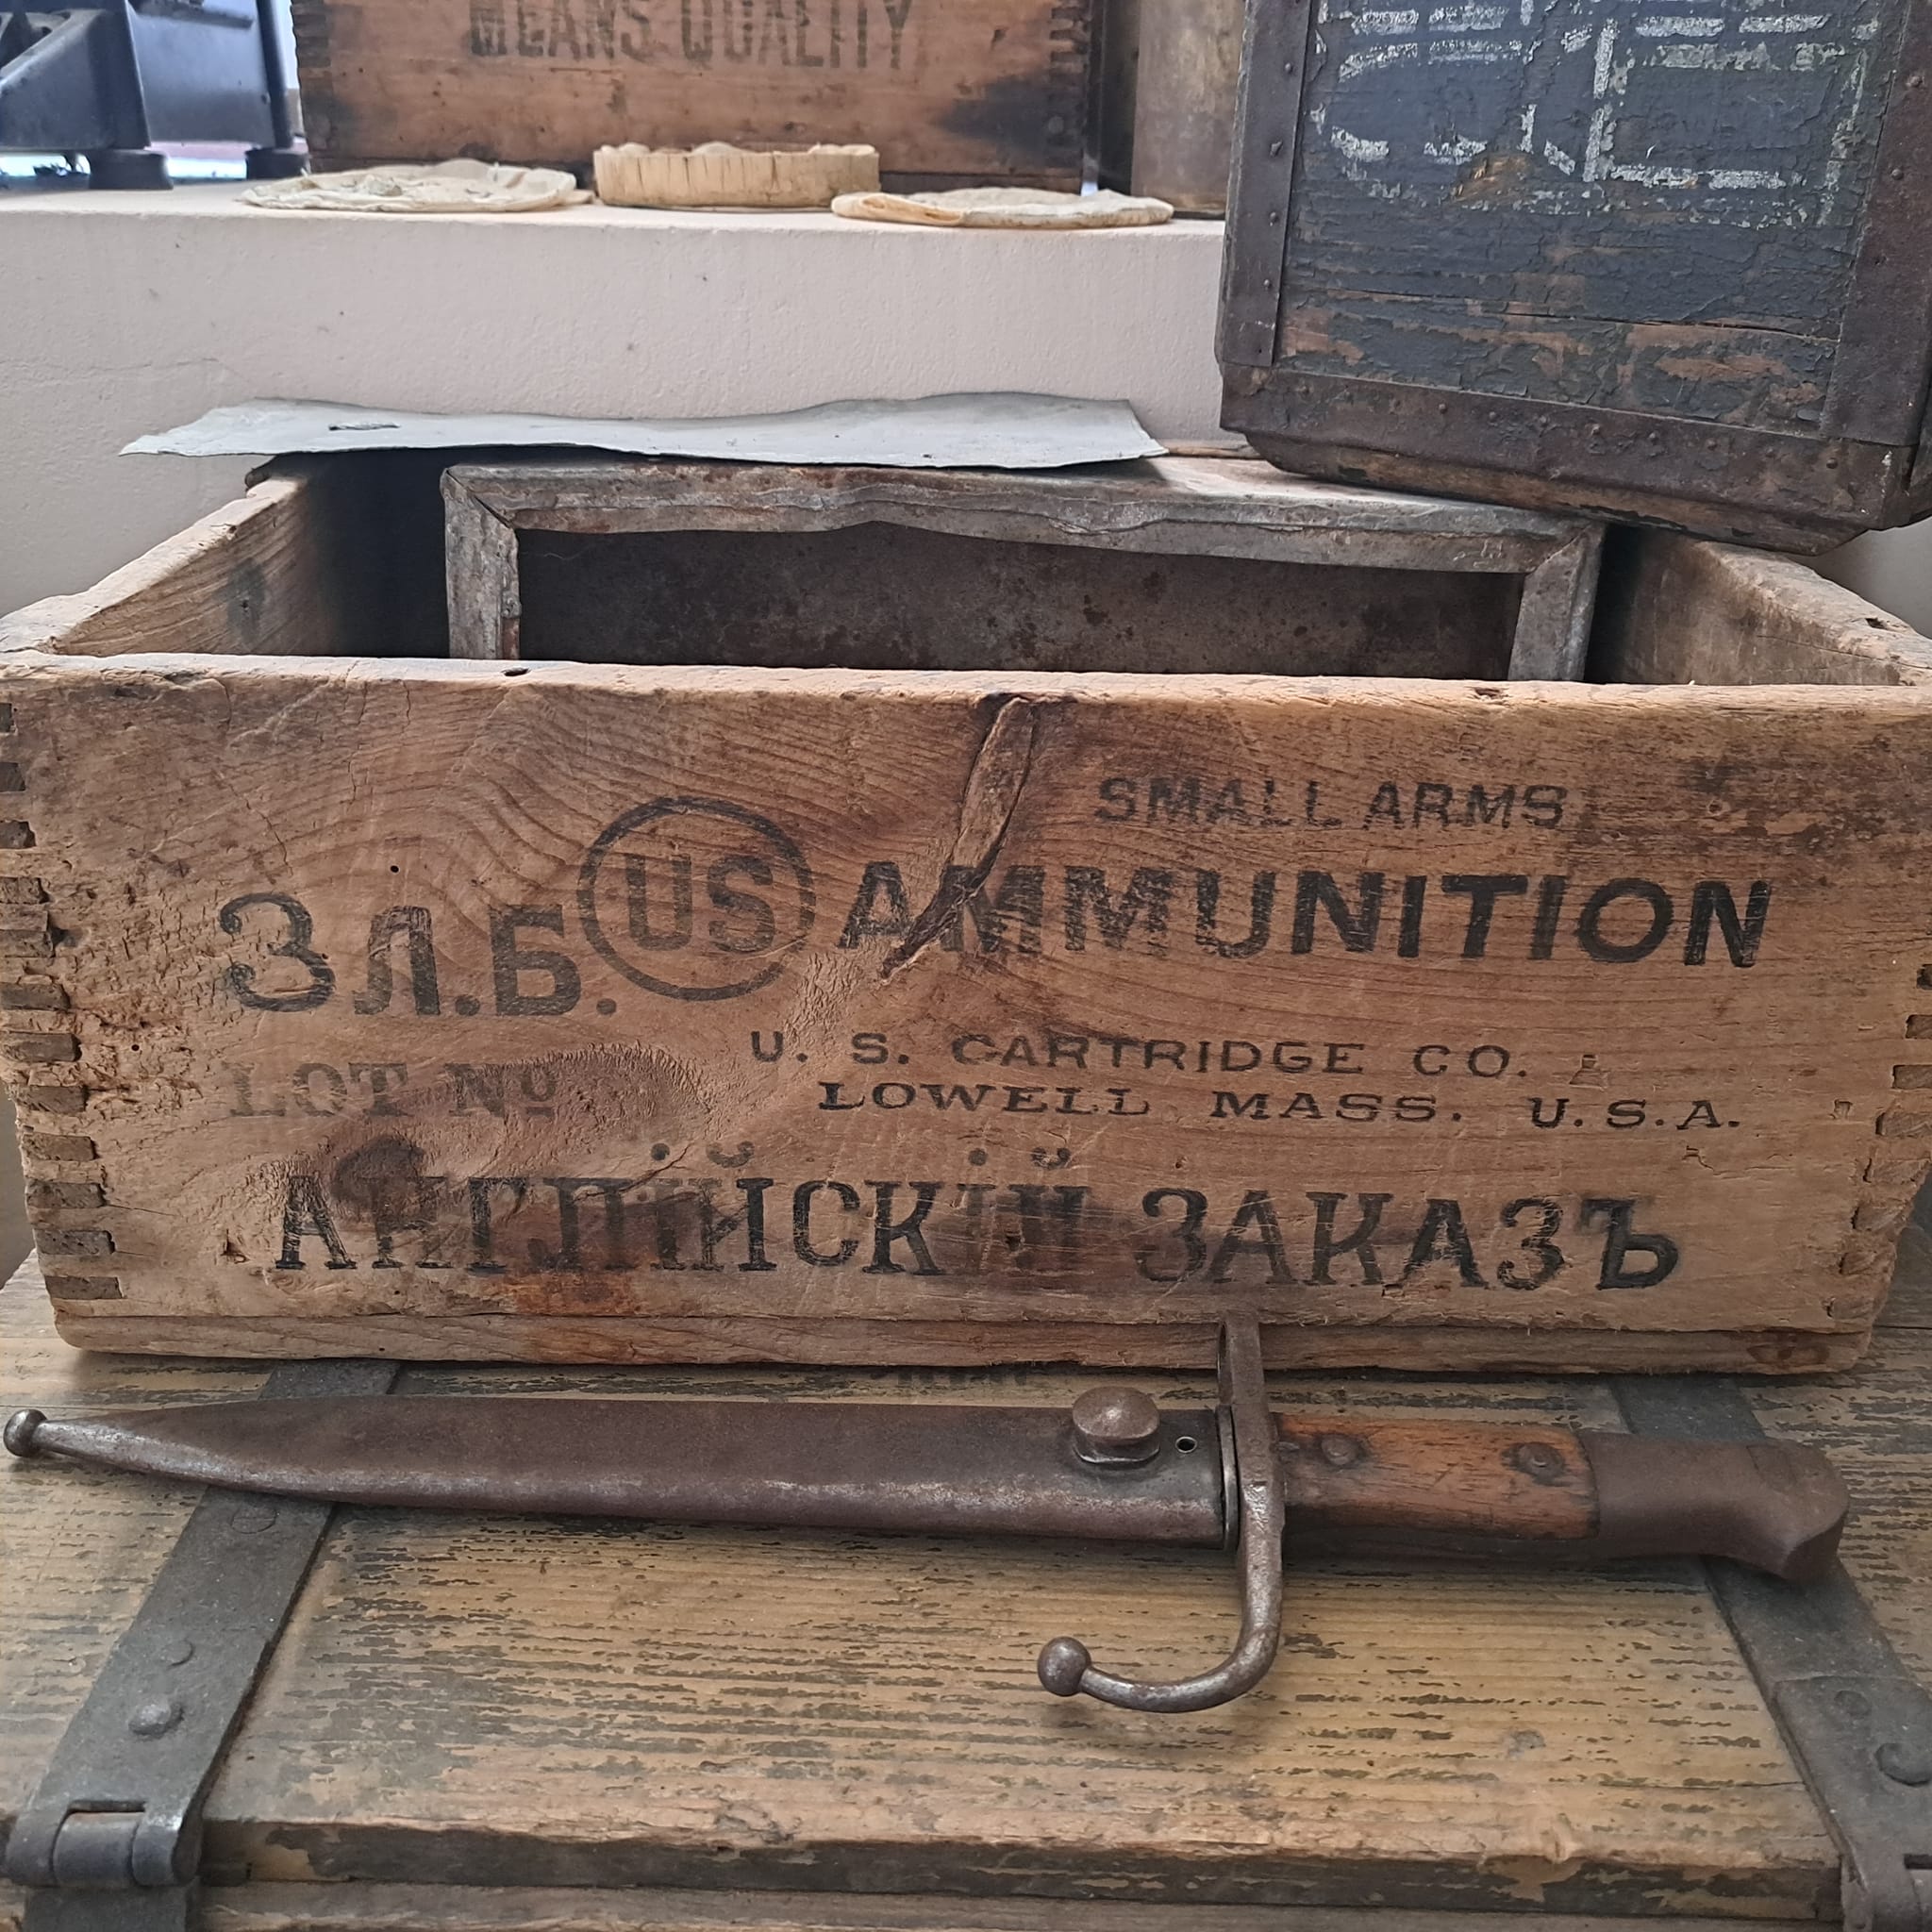 MEANS QUALITY
SMALL ARMS
3Л.Б. US AMMUNITION
LOT No
U. S. CARTRIDGE CO.
LOWELL MASS. U.S.A.
АНГЛІЙСКІЙ ЗАКАЗЪ